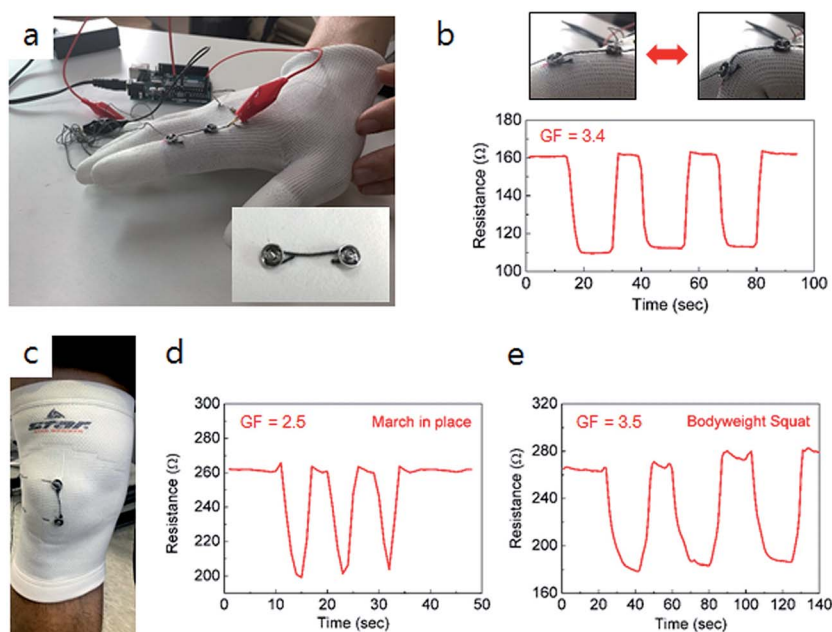 a
b
GF = 3.4
Resistance (Ω)
180
160
140
120
100
0
20
40
60
80
100
Time (sec)
c
star
d
GF = 2.5
March in place
Resistance (Ω)
300
280
260
240
220
200
0
10
20
30
40
50
Time (sec)
e
GF = 3.5
Bodyweight Squat
Resistance (Ω)
320
280
240
200
160
0
20
40
60
80
100
120
140
Time (sec)